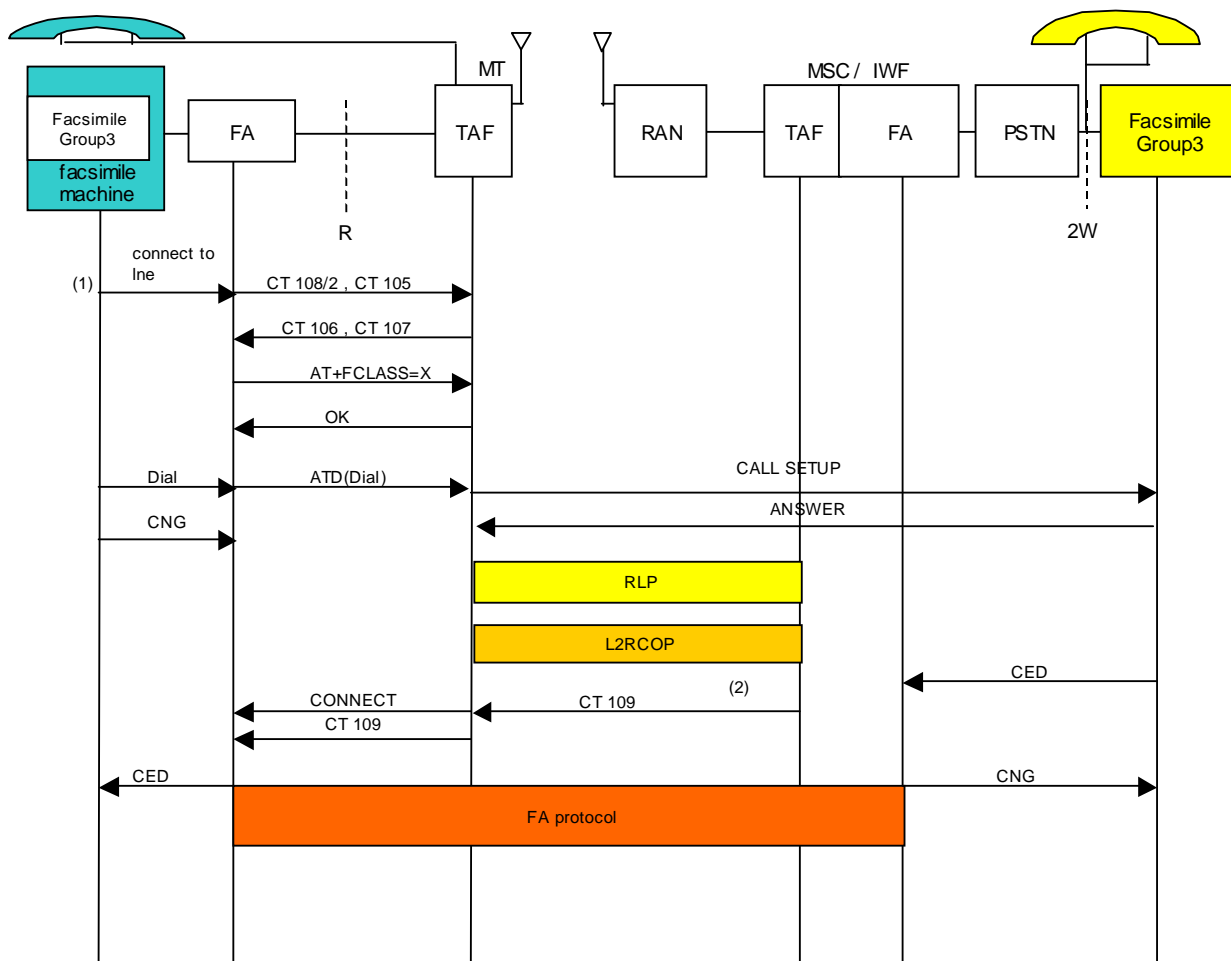 MT
MSC / IWF
Facsimile
Group3
facsimile
machine
FA
TAF
RAN
TAF
FA
PSTN
Facsimile
Group3
R
2W
connect to
lne
(1)
CT 108/2 , CT 105
CT 106 , CT 107
AT+FCLASS=X
OK
Dial
ATD(Dial)
CALL SETUP
ANSWER
CNG
RLP
L2RCOP
CED
(2)
CONNECT
CT 109
CT 109
CED
CNG
FA protocol